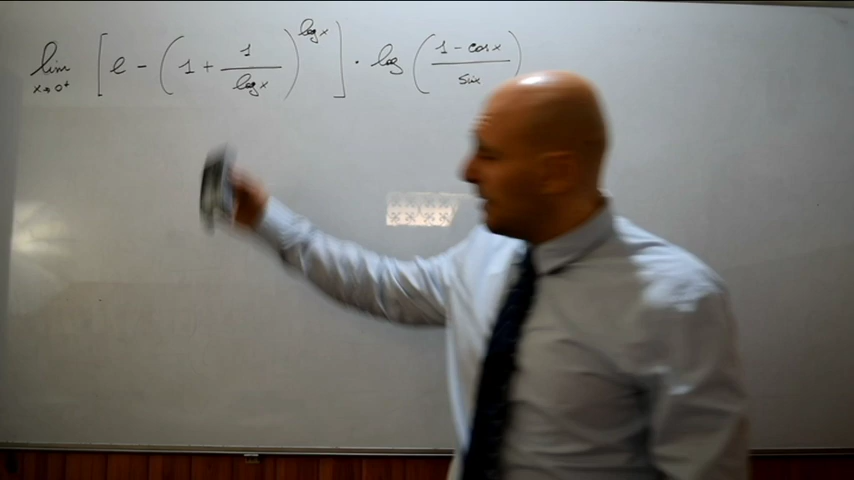 lim x→0⁺ [ e - ( 1 + 1/log x )^(log x) ] · log ( (1 - cos x)/(sin x) )